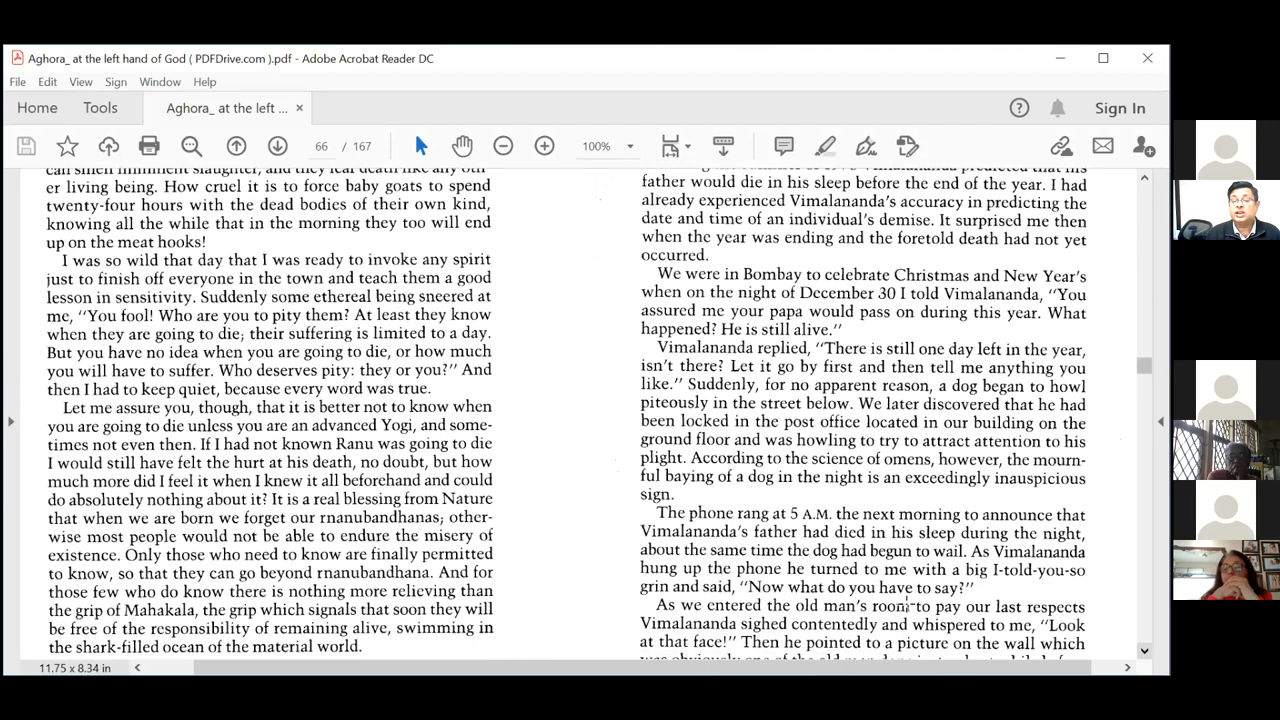 Aghora_ at the left hand of God ( PDFDrive.com ).pdf - Adobe Acrobat Reader DC
File Edit View Sign Window Help
Home Tools Aghora_ at the left ... × Sign In
66 / 167 100%
can smell imminent slaughter, and they fear death like any oth-
er living being. How cruel it is to force baby goats to spend
twenty-four hours with the dead bodies of their own kind,
knowing all the while that in the morning they too will end
up on the meat hooks!
I was so wild that day that I was ready to invoke any spirit
just to finish off everyone in the town and teach them a good
lesson in sensitivity. Suddenly some ethereal being sneered at
me, “You fool! Who are you to pity them? At least they know
when they are going to die; their suffering is limited to a day.
But you have no idea when you are going to die, or how much
you will have to suffer. Who deserves pity: they or you?” And
then I had to keep quiet, because every word was true.
Let me assure you, though, that it is better not to know when
you are going to die unless you are an advanced Yogi, and some-
times not even then. If I had not known Ranu was going to die
I would still have felt the hurt at his death, no doubt, but how
much more did I feel it when I knew it all beforehand and could
do absolutely nothing about it? It is a real blessing from Nature
that when we are born we forget our rnanubandhanas; other-
wise most people would not be able to endure the misery of
existence. Only those who need to know are finally permitted
to know, so that they can go beyond rnanubandhana. And for
those few who do know there is nothing more relieving than
the grip of Mahakala, the grip which signals that soon they will
be free of the responsibility of remaining alive, swimming in
the shark-filled ocean of the material world.
Vimalananda predicted that his
father would die in his sleep before the end of the year. I had
already experienced Vimalananda’s accuracy in predicting the
date and time of an individual’s demise. It surprised me then
when the year was ending and the foretold death had not yet
occurred.
We were in Bombay to celebrate Christmas and New Year’s
when on the night of December 30 I told Vimalananda, “You
assured me your papa would pass on during this year. What
happened? He is still alive.”
Vimalananda replied, “There is still one day left in the year,
isn’t there? Let it go by first and then tell me anything you
like.” Suddenly, for no apparent reason, a dog began to howl
piteously in the street below. We later discovered that he had
been locked in the post office located in our building on the
ground floor and was howling to try to attract attention to his
plight. According to the science of omens, however, the mourn-
ful baying of a dog in the night is an exceedingly inauspicious
sign.
The phone rang at 5 A.M. the next morning to announce that
Vimalananda’s father had died in his sleep during the night,
about the same time the dog had begun to wail. As Vimalananda
hung up the phone he turned to me with a big I-told-you-so
grin and said, “Now what do you have to say?”
As we entered the old man’s room to pay our last respects
Vimalananda sighed contentedly and whispered to me, “Look
at that face!” Then he pointed to a picture on the wall which
11.75 x 8.34 in